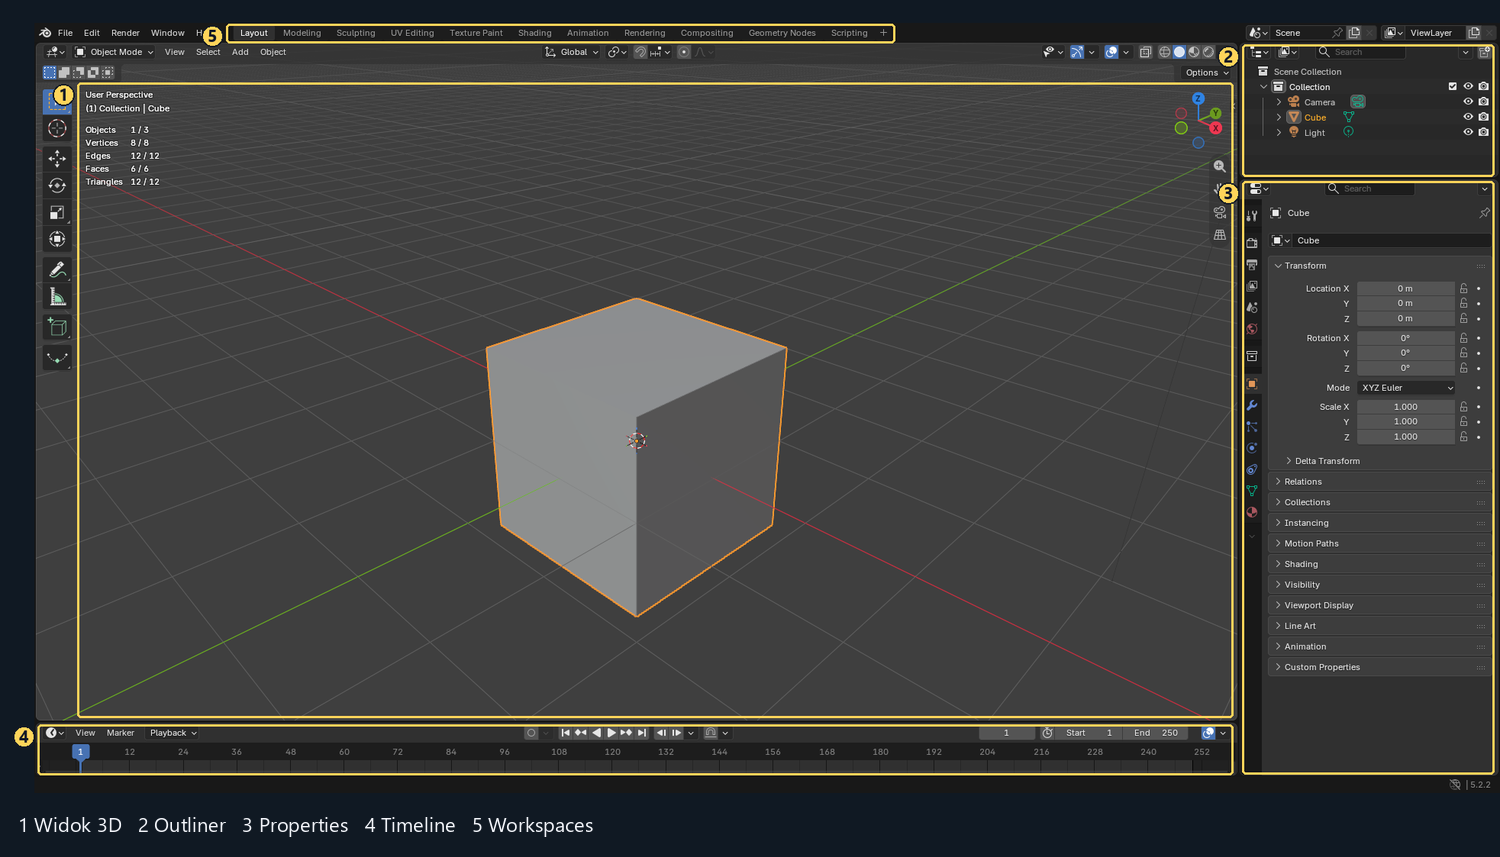 File Edit Render Window H 5 Layout Modeling Sculpting UV Editing Texture Paint Shading Animation Rendering Compositing Geometry Nodes Scripting + Scene ViewLayer
Object Mode View Select Add Object Global 2 Search
Options
1
User Perspective
(1) Collection | Cube
Objects 1 / 3
Vertices 8 / 8
Edges 12 / 12
Faces 6 / 6
Triangles 12 / 12
Z
Y
X
Scene Collection
Collection
Camera
Cube
Light
3 Search
Cube
Cube
Transform
Location X 0 m
Y 0 m
Z 0 m
Rotation X 0°
Y 0°
Z 0°
Mode XYZ Euler
Scale X 1.000
Y 1.000
Z 1.000
Delta Transform
Relations
Collections
Instancing
Motion Paths
Shading
Visibility
Viewport Display
Line Art
Animation
Custom Properties
4 View Marker Playback 1 Start 1 End 250
1 12 24 36 48 60 72 84 96 108 120 132 144 156 168 180 192 204 216 228 240 252
5.2.2
1 Widok 3D 2 Outliner 3 Properties 4 Timeline 5 Workspaces